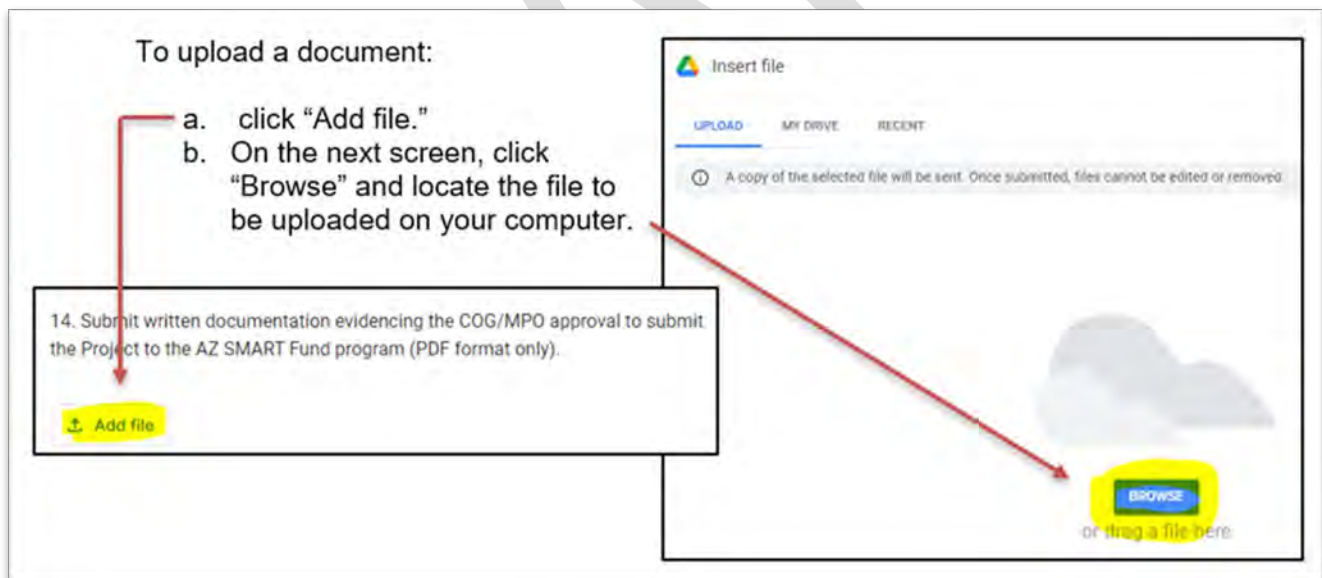 To upload a document:
a. click “Add file.”
b. On the next screen, click
“Browse” and locate the file to
be uploaded on your computer.
14. Submit written documentation evidencing the COG/MPO approval to submit
the Project to the AZ SMART Fund program (PDF format only).
Add file
Insert file
UPLOAD MY DRIVE RECENT
A copy of the selected file will be sent. Once submitted, files cannot be edited or removed
BROWSE
or drag a file here